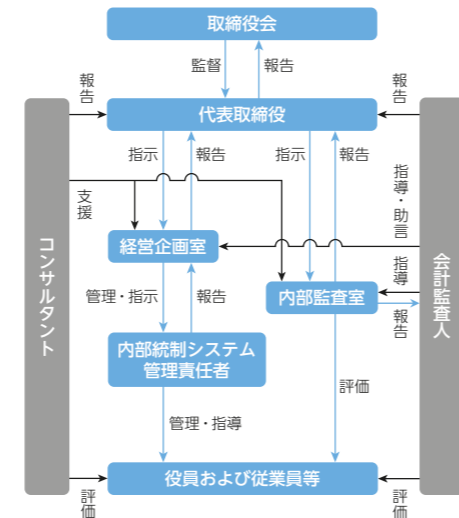 取締役会
監督
報告
報告
代表取締役
報告
指示
報告
指示
報告
支援
指導・助言
コンサルタント
経営企画室
会計監査人
指導
管理・指示
報告
内部監査室
報告
内部統制システム
管理責任者
評価
管理・指導
役員および従業員等
評価
評価